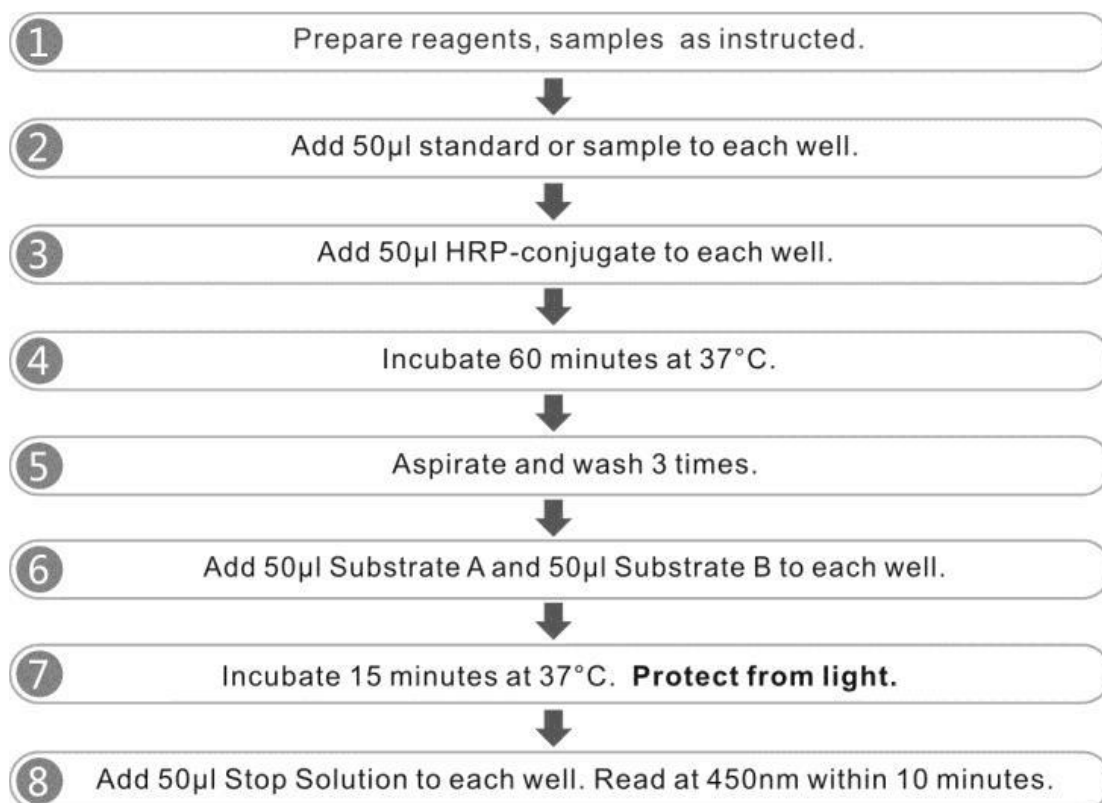 1 Prepare reagents, samples as instructed.
2 Add 50µl standard or sample to each well.
3 Add 50µl HRP-conjugate to each well.
4 Incubate 60 minutes at 37°C.
5 Aspirate and wash 3 times.
6 Add 50µl Substrate A and 50µl Substrate B to each well.
7 Incubate 15 minutes at 37°C. Protect from light.
8 Add 50µl Stop Solution to each well. Read at 450nm within 10 minutes.